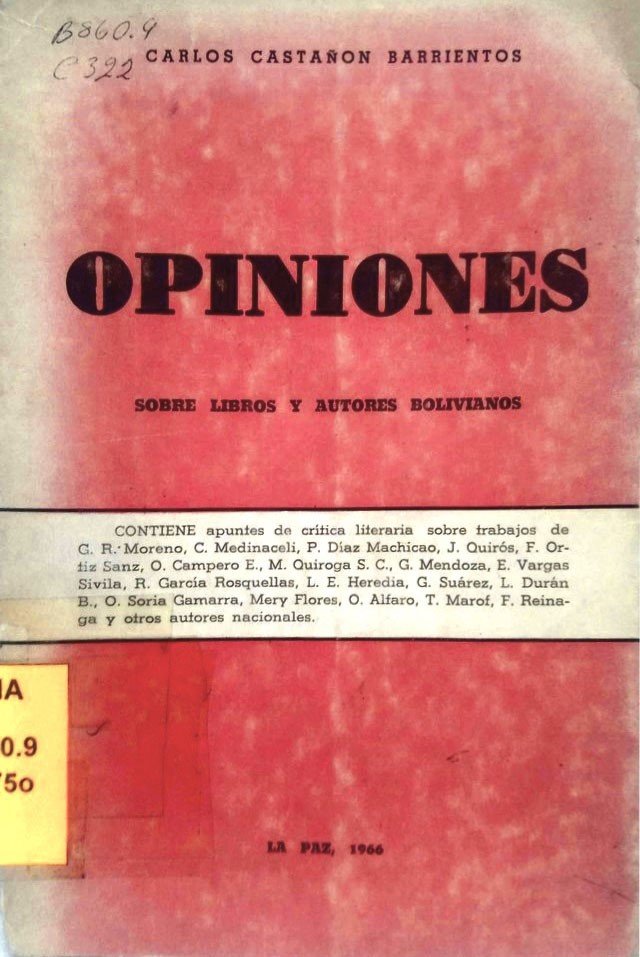 B860.9
C322
CARLOS CASTAÑON BARRIENTOS
OPINIONES
SOBRE LIBROS Y AUTORES BOLIVIANOS
CONTIENE apuntes de crítica literaria sobre trabajos de
G. R. Moreno, C. Medinaceli, P. Díaz Machicao, J. Quirós, F. Or-
tiz Sanz, O. Campero E., M. Quiroga S. C., G. Mendoza, E. Vargas
Sivila, R. García Rosquellas, L. E. Heredia, G. Suárez, L. Durán
B., O. Soria Gamarra, Mery Flores, O. Alfaro, T. Marof, F. Reina-
ga y otros autores nacionales.
0.9
75o
LA PAZ, 1966